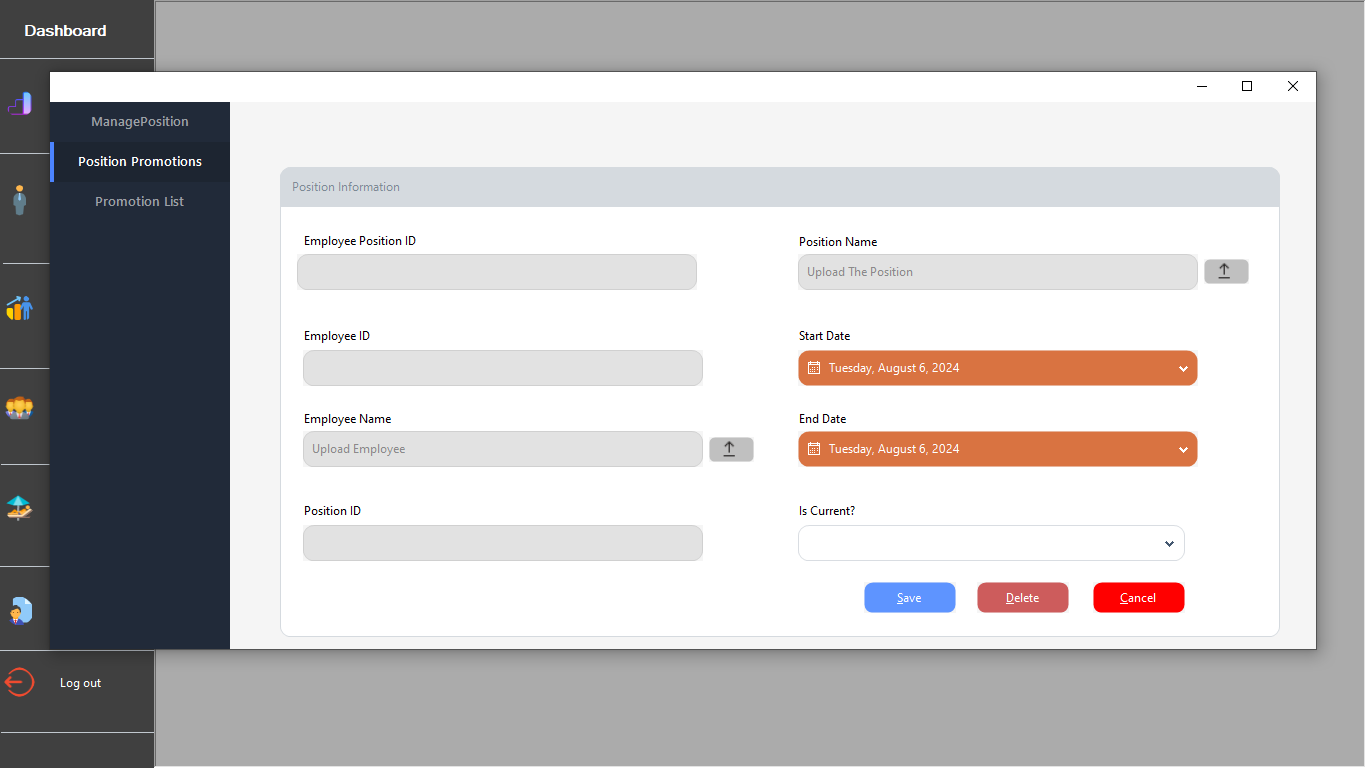 Dashboard
ManagePosition
Position Promotions
Promotion List
Position Information
Employee Position ID
Position Name
Upload The Position
Employee ID
Start Date
Tuesday, August 6, 2024
Employee Name
End Date
Upload Employee
Tuesday, August 6, 2024
Position ID
Is Current?
Save
Delete
Cancel
Log out